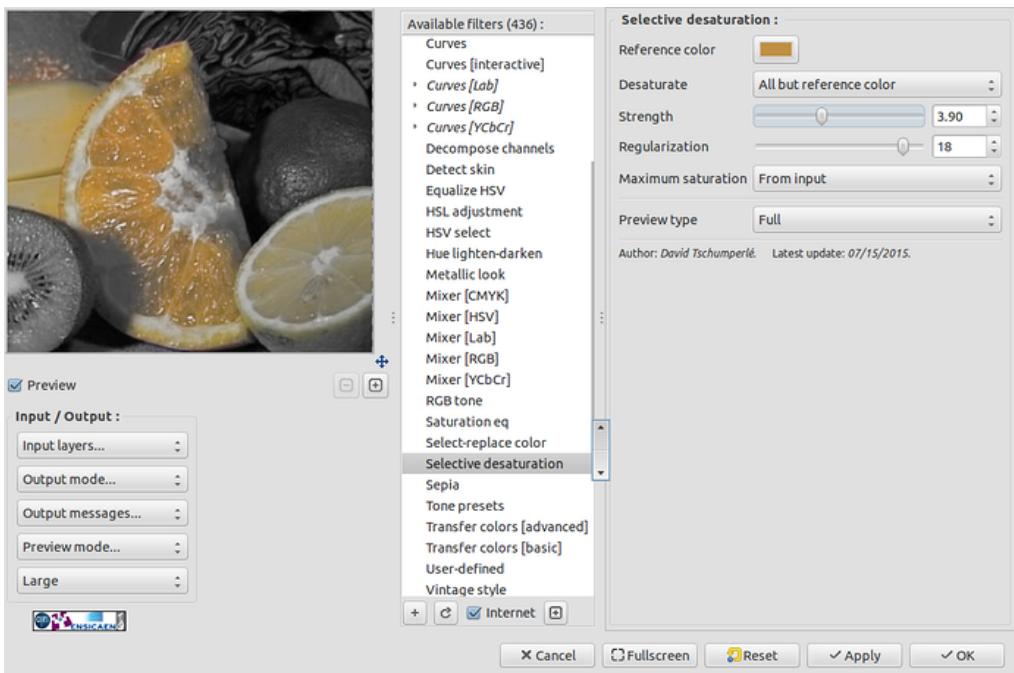 Preview
Input / Output :
Input layers...
Output mode...
Output messages...
Preview mode...
Large
ENSICAEN
Available filters (436) :
Curves
Curves [interactive]
Curves [Lab]
Curves [RGB]
Curves [YCbCr]
Decompose channels
Detect skin
Equalize HSV
HSL adjustment
HSV select
Hue lighten-darken
Metallic look
Mixer [CMYK]
Mixer [HSV]
Mixer [Lab]
Mixer [RGB]
Mixer [YCbCr]
RGB tone
Saturation eq
Select-replace color
Selective desaturation
Sepia
Tone presets
Transfer colors [advanced]
Transfer colors [basic]
User-defined
Vintage style
Internet
Selective desaturation :
Reference color
Desaturate All but reference color
Strength 3.90
Regularization 18
Maximum saturation From input
Preview type Full
Author: David Tschumperlé. Latest update: 07/15/2015.
Cancel Fullscreen Reset Apply OK